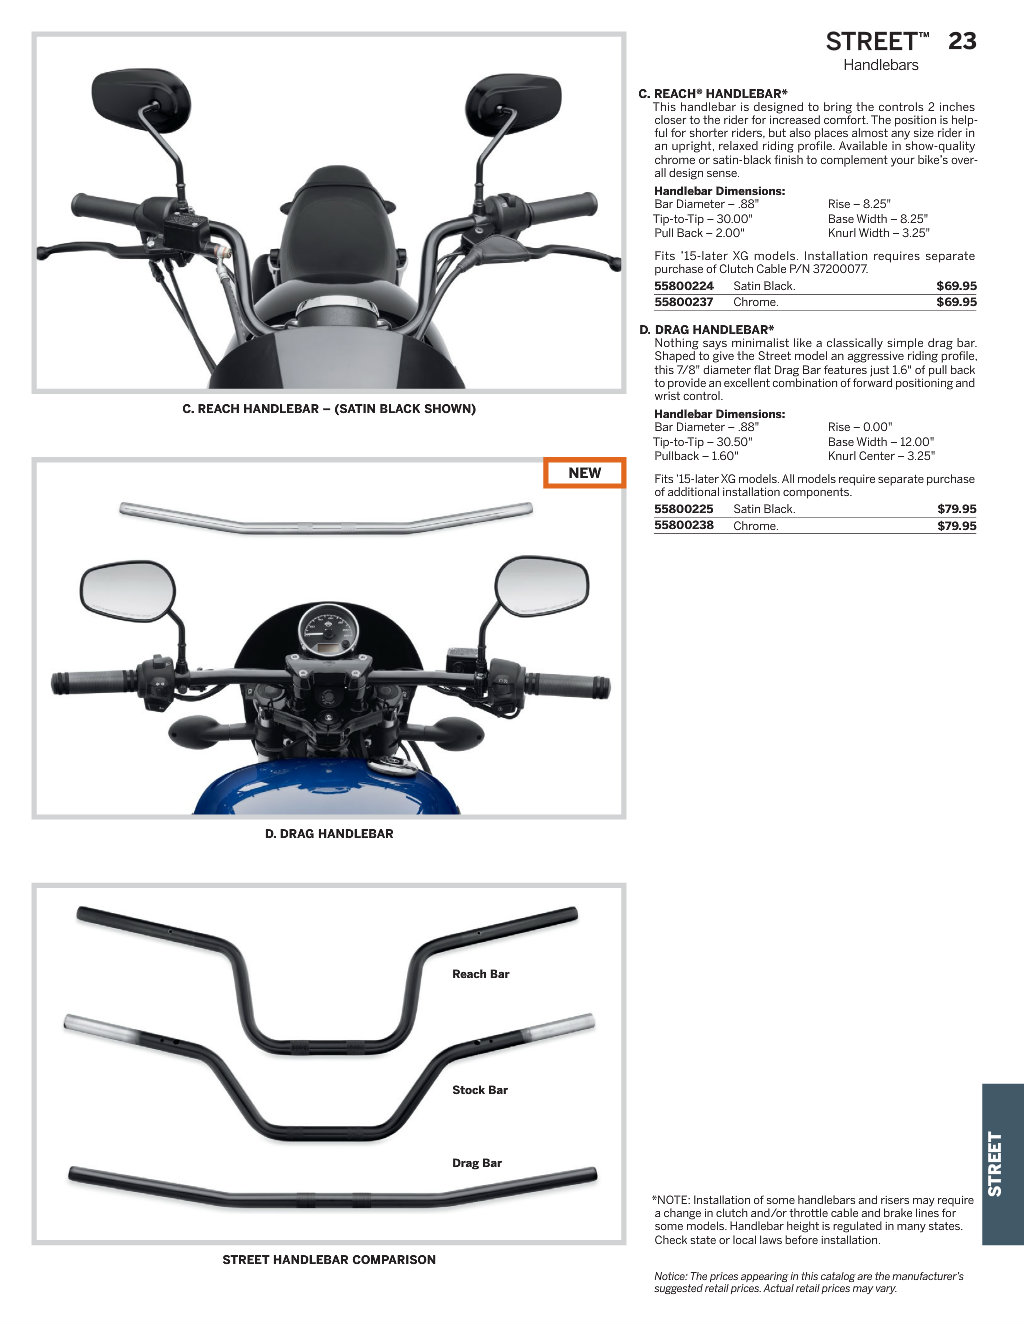 STREET™ 23
Handlebars
C. REACH® HANDLEBAR*
This handlebar is designed to bring the controls 2 inches
closer to the rider for increased comfort. The position is help-
ful for shorter riders, but also places almost any size rider in
an upright, relaxed riding profile. Available in show-quality
chrome or satin-black finish to complement your bike's over-
all design sense.
Handlebar Dimensions:
Bar Diameter – .88" Rise – 8.25"
Tip-to-Tip – 30.00" Base Width – 8.25"
Pull Back – 2.00" Knurl Width – 3.25"
Fits '15-later XG models. Installation requires separate
purchase of Clutch Cable P/N 37200077.
55800224 Satin Black. $69.95
55800237 Chrome. $69.95
D. DRAG HANDLEBAR*
Nothing says minimalist like a classically simple drag bar.
Shaped to give the Street model an aggressive riding profile,
this 7/8" diameter flat Drag Bar features just 1.6" of pull back
to provide an excellent combination of forward positioning and
wrist control.
Handlebar Dimensions:
Bar Diameter – .88" Rise – 0.00"
Tip-to-Tip – 30.50" Base Width – 12.00"
Pullback – 1.60" Knurl Center – 3.25"
Fits '15-later XG models. All models require separate purchase
of additional installation components.
55800225 Satin Black. $79.95
55800238 Chrome. $79.95
C. REACH HANDLEBAR – (SATIN BLACK SHOWN)
NEW
D. DRAG HANDLEBAR
Reach Bar
Stock Bar
Drag Bar
STREET HANDLEBAR COMPARISON
STREET
*NOTE: Installation of some handlebars and risers may require
a change in clutch and/or throttle cable and brake lines for
some models. Handlebar height is regulated in many states.
Check state or local laws before installation.
Notice: The prices appearing in this catalog are the manufacturer's
suggested retail prices. Actual retail prices may vary.